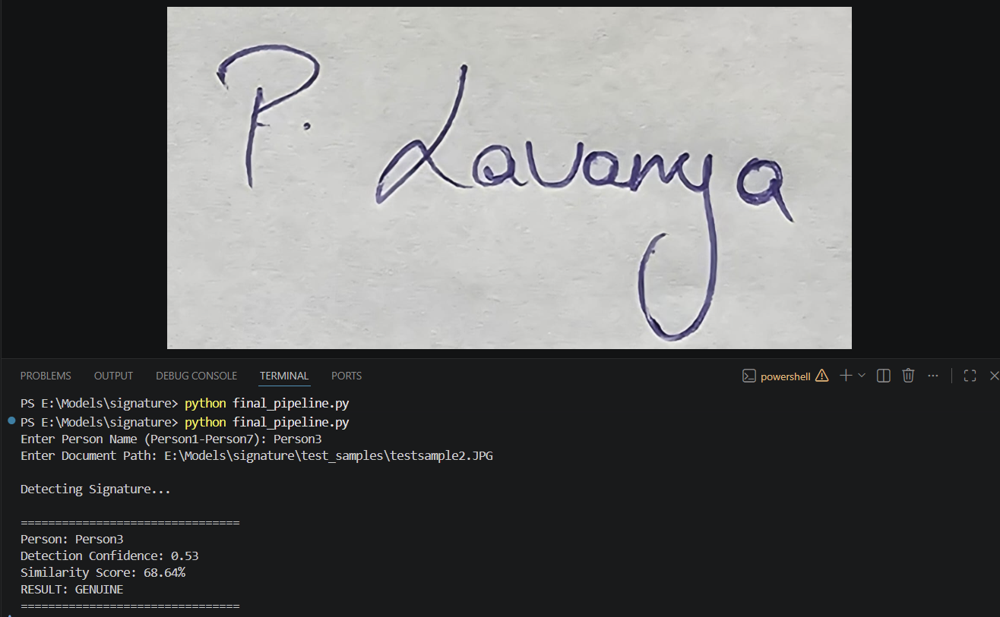 P. Lavanya
PROBLEMS OUTPUT DEBUG CONSOLE TERMINAL PORTS powershell
PS E:\Models\signature> python final_pipeline.py
PS E:\Models\signature> python final_pipeline.py
Enter Person Name (Person1-Person7): Person3
Enter Document Path: E:\Models\signature\test_samples\testsample2.JPG
Detecting Signature...
================================
Person: Person3
Detection Confidence: 0.53
Similarity Score: 68.64%
RESULT: GENUINE
================================